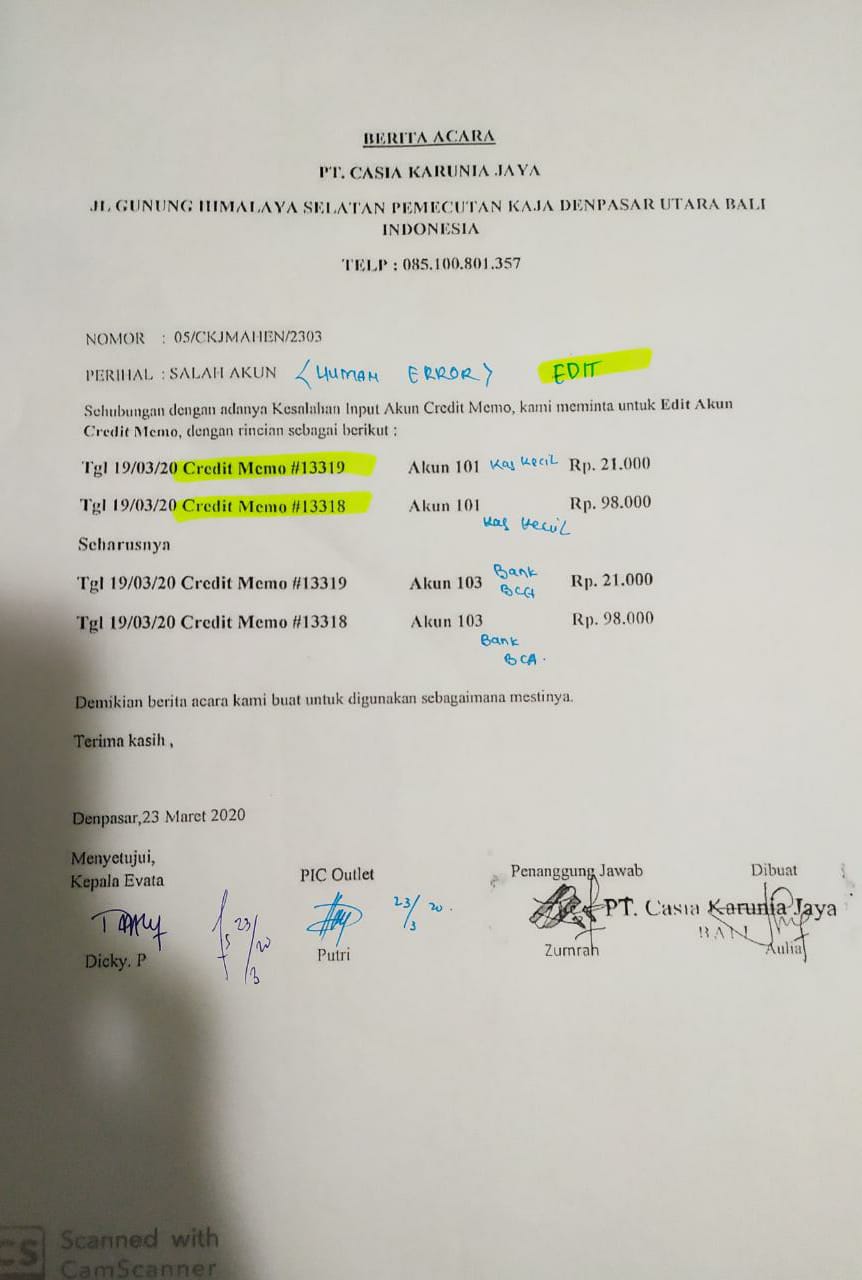 BERITA ACARA
PT. CASIA KARUNIA JAYA
JL GUNUNG HIMALAYA SELATAN PEMECUTAN KAJA DENPASAR UTARA BALI
INDONESIA
TELP : 085.100.801.357
NOMOR : 05/CKJMAHEN/2303
PERIHAL : SALAH AKUN (HUMAN ERROR) EDIT
Sehubungan dengan adanya Kesalahan Input Akun Credit Memo, kami meminta untuk Edit Akun
Credit Memo, dengan rincian sebagai berikut :
Tgl 19/03/20 Credit Memo #13319 Akun 101 Kas Kecil Rp. 21.000
Tgl 19/03/20 Credit Memo #13318 Akun 101 Rp. 98.000
Kas Kecil
Seharusnya
Tgl 19/03/20 Credit Memo #13319 Akun 103 Bank BCA Rp. 21.000
Tgl 19/03/20 Credit Memo #13318 Akun 103 Rp. 98.000
Bank
BCA.
Demikian berita acara kami buat untuk digunakan sebagaimana mestinya.
Terima kasih ,
Denpasar,23 Maret 2020
Menyetujui,
Kepala Evata PIC Outlet Penanggung Jawab Dibuat
23/3 20 23/3 20. PT. Casia Karunia Jaya
BALI
Dicky. P Putri Zumrah Aulia
CS Scanned with
CamScanner